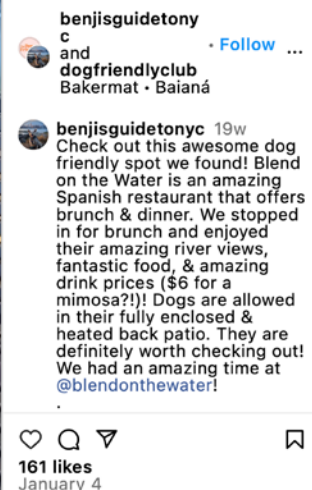 benjisguidetony
c
and
dogfriendlyclub
• Follow ...
Bakermat • Baianá
benjisguidetonyc 19w
Check out this awesome dog
friendly spot we found! Blend
on the Water is an amazing
Spanish restaurant that offers
brunch & dinner. We stopped
in for brunch and enjoyed
their amazing river views,
fantastic food, & amazing
drink prices ($6 for a
mimosa?!)! Dogs are allowed
in their fully enclosed &
heated back patio. They are
definitely worth checking out!
We had an amazing time at
@blendonthewater!
.
161 likes
January 4